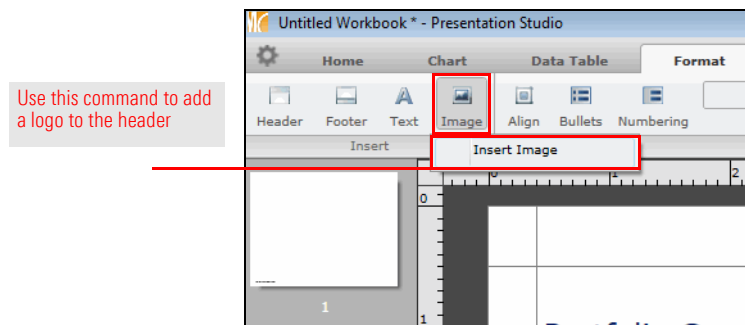 Untitled Workbook * - Presentation Studio
Home Chart Data Table Format
Use this command to add
a logo to the header
Header Footer Text Image Align Bullets Numbering
Insert
Insert Image
0 1 2
0
1
1